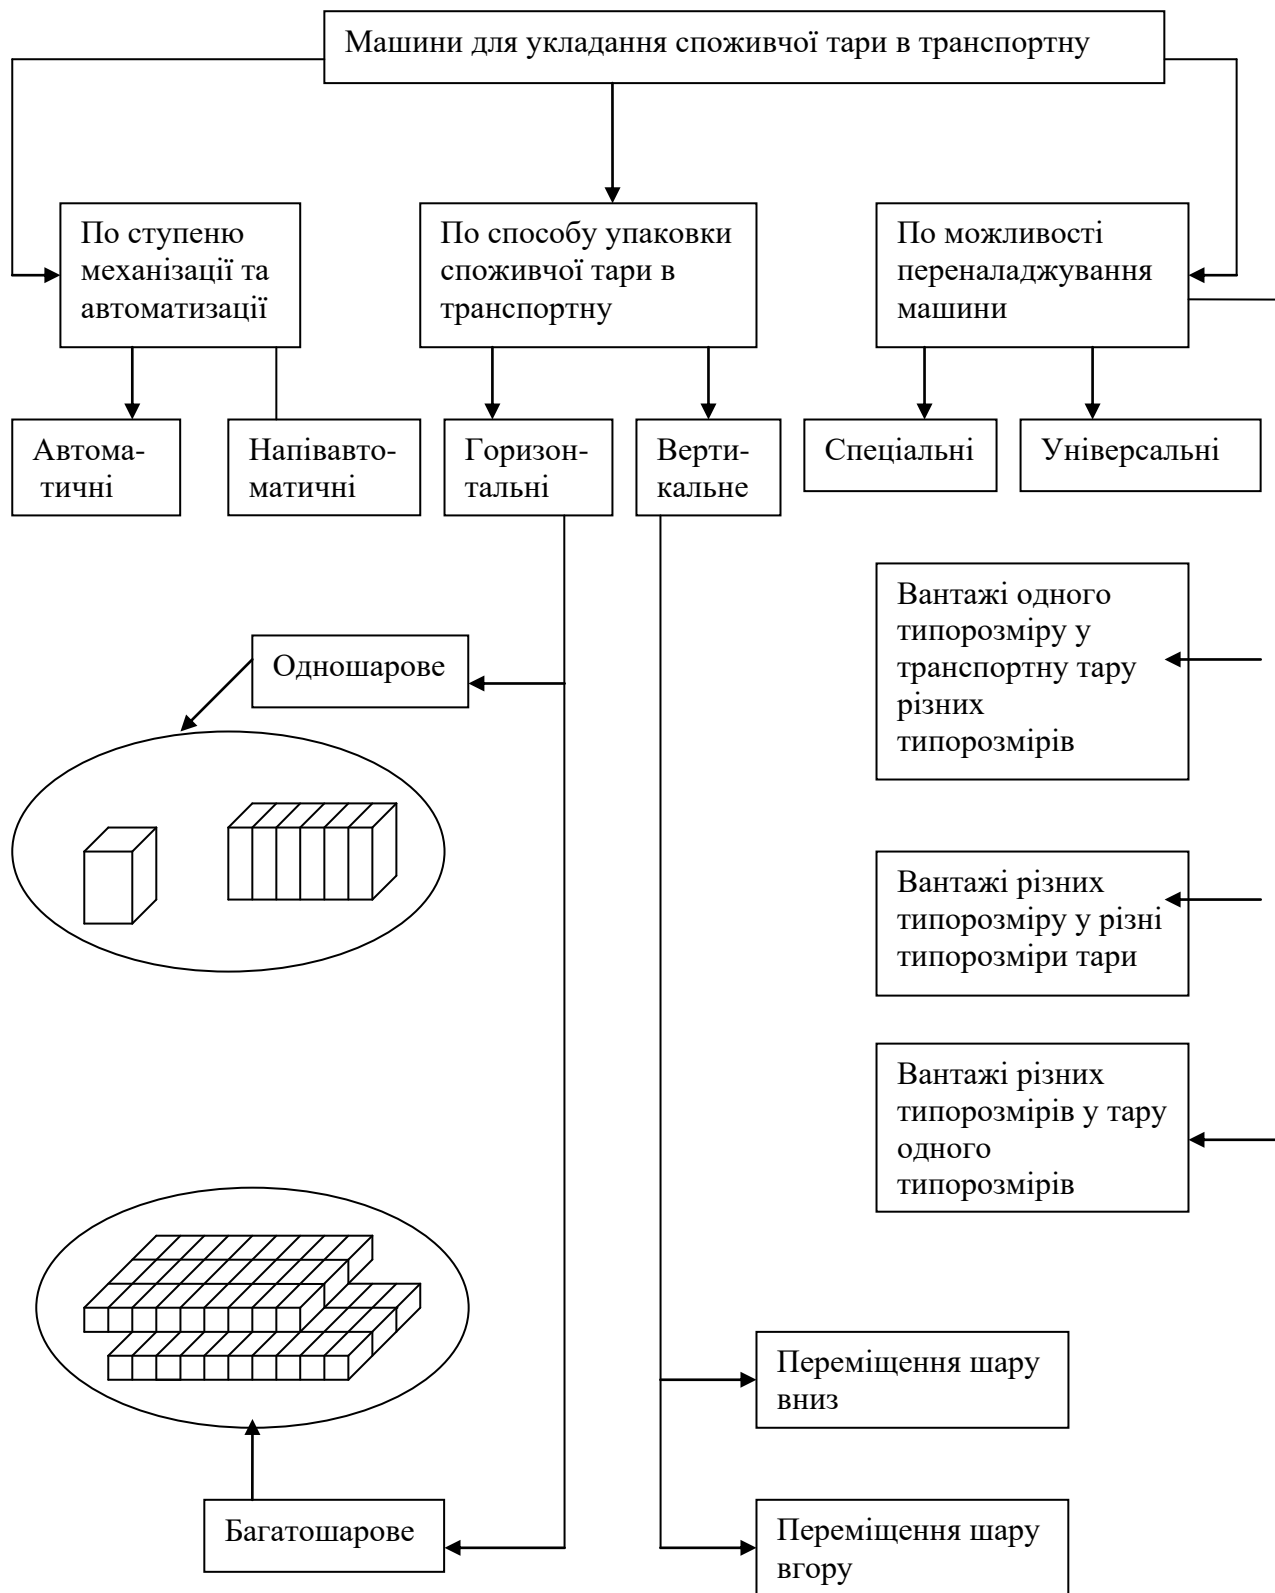 Машини для укладання споживчої тари в транспортну
По ступеню
механізації та
автоматизації
По способу упаковки
споживчої тари в
транспортну
По можливості
переналаджування
машини
Автома-
тичні
Напівавто-
матичні
Горизон-
тальні
Верти-
кальне
Спеціальні
Універсальні
Вантажі одного
типорозміру у
транспортну тару
різних
типорозмірів
Одношарове
Вантажі різних
типорозміру у різні
типорозміри тари
Вантажі різних
типорозмірів у тару
одного
типорозмірів
Переміщення шару
вниз
Багатошарове
Переміщення шару
вгору